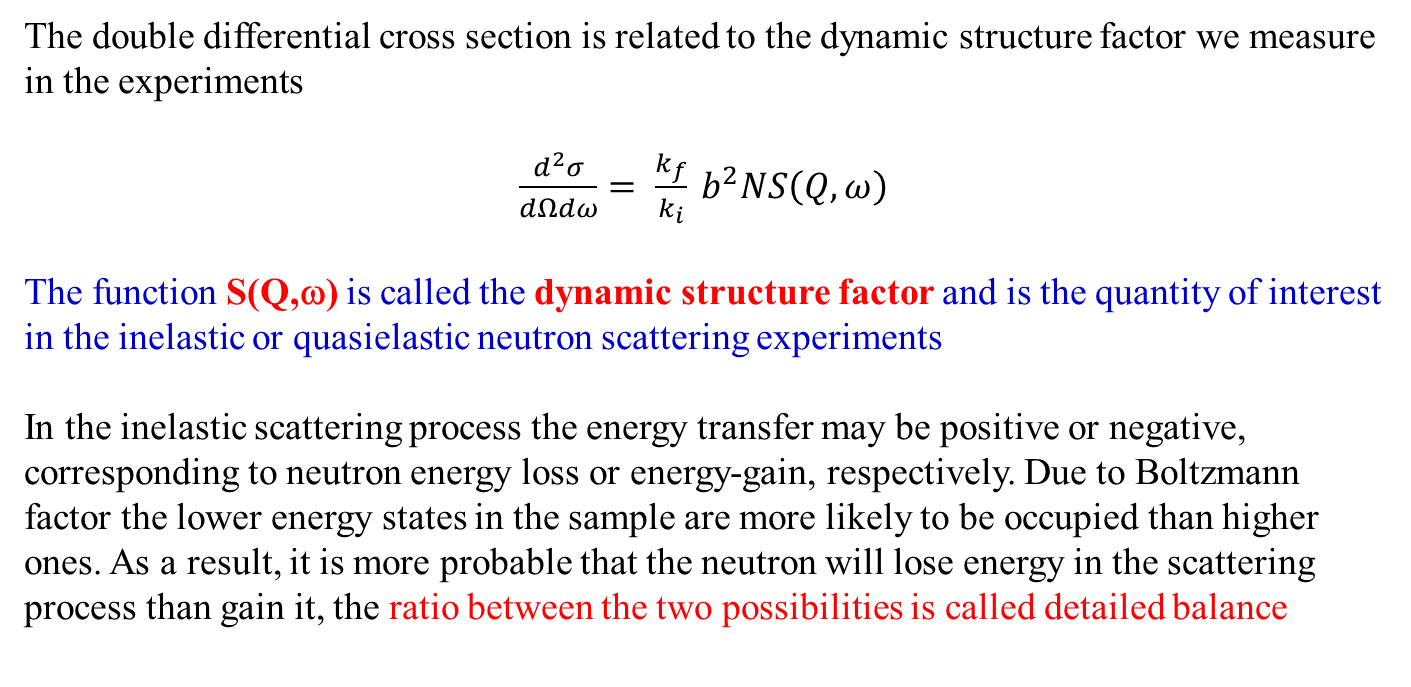 The double differential cross section is related to the dynamic structure factor we measure
in the experiments
d²σ/dΩdω = k_f/k_i b²NS(Q, ω)
The function S(Q,ω) is called the dynamic structure factor and is the quantity of interest
in the inelastic or quasielastic neutron scattering experiments
In the inelastic scattering process the energy transfer may be positive or negative,
corresponding to neutron energy loss or energy-gain, respectively. Due to Boltzmann
factor the lower energy states in the sample are more likely to be occupied than higher
ones. As a result, it is more probable that the neutron will lose energy in the scattering
process than gain it, the ratio between the two possibilities is called detailed balance